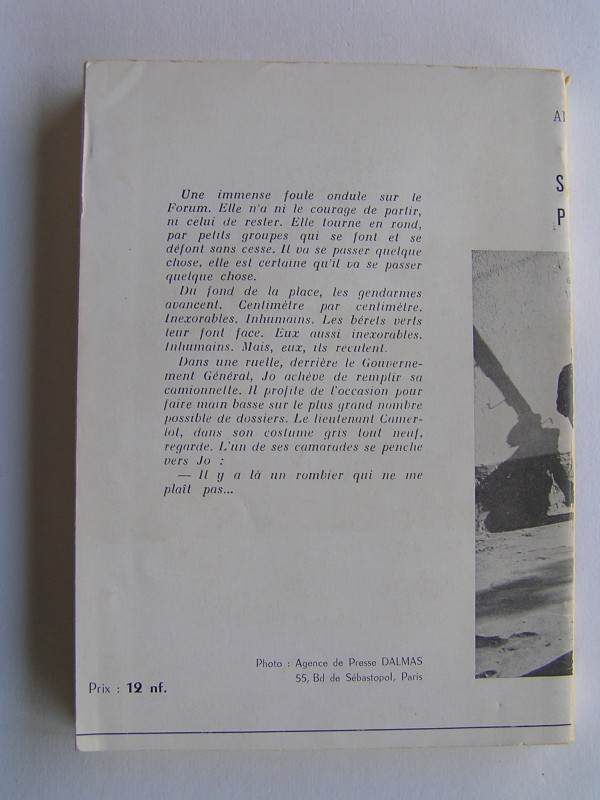 Une immense foule ondule sur le
Forum. Elle n'a ni le courage de partir,
ni celui de rester. Elle tourne en rond,
par petits groupes qui se font et se
défont sans cesse. Il va se passer quelque
chose, elle est certaine qu'il va se passer
quelque chose.
Du fond de la place, les gendarmes
avancent. Centimètre par centimètre.
Inexorables. Inhumains. Les bérets verts
leur font face. Eux aussi inexorables.
Inhumains. Mais, eux, ils reculent.
Dans une ruelle, derrière le Gouverne-
ment Général, Jo achève de remplir sa
camionnette. Il profite de l'occasion pour
faire main basse sur le plus grand nombre
possible de dossiers. Le lieutenant Camer-
lot, dans son costume gris tout neuf,
regarde. L'un de ses camarades se penche
vers Jo :
— Il y a là un rombier qui ne me
plaît pas...
Photo : Agence de Presse DALMAS
55, Bd de Sébastopol, Paris
Prix : 12 nf.
S
P